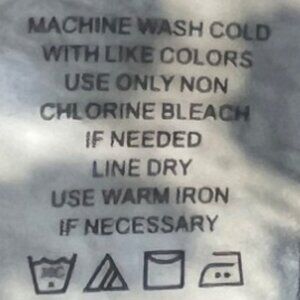 MACHINE WASH COLD
WITH LIKE COLORS
USE ONLY NON
CHLORINE BLEACH
IF NEEDED
LINE DRY
USE WARM IRON
IF NECESSARY